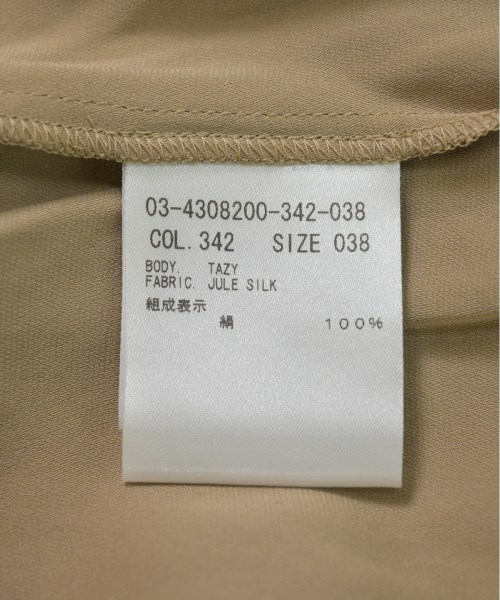 03-4308200-342-038
COL. 342 SIZE 038
BODY. TAZY
FABRIC. JULE SILK
組成表示
絹 100%